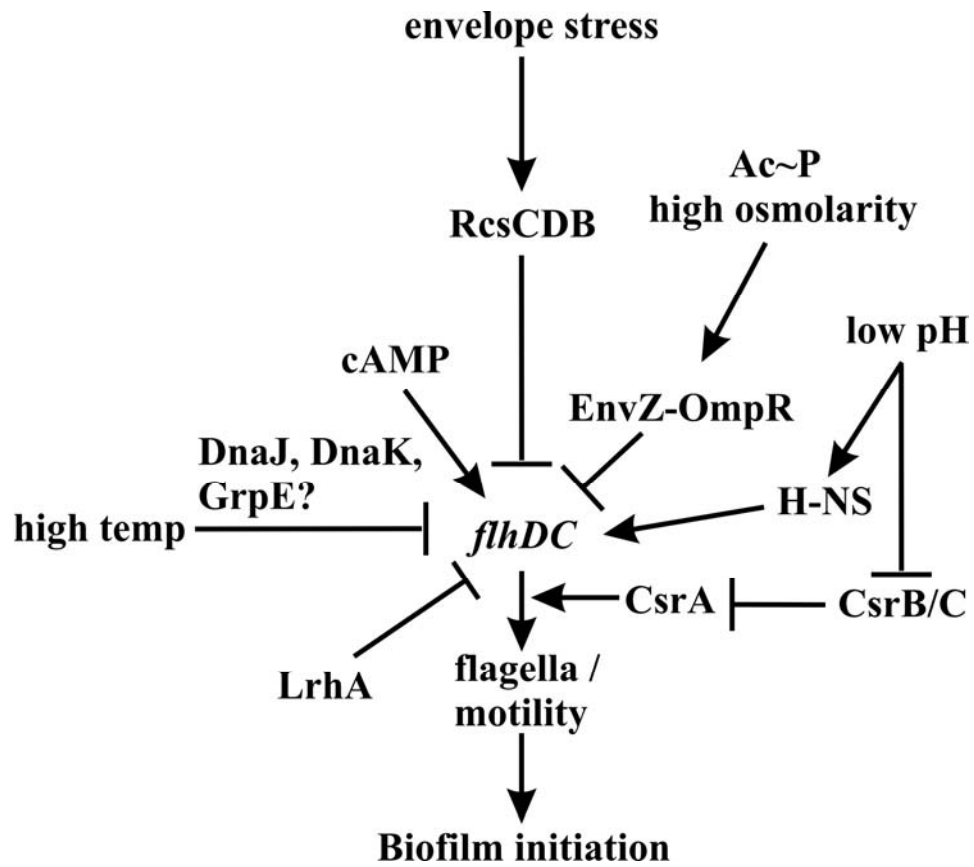 envelope stress
Ac~P
high osmolarity
RcsCDB
low pH
cAMP
EnvZ-OmpR
DnaJ, DnaK,
GrpE?
H-NS
high temp
flhDC
CsrA
CsrB/C
LrhA
flagella /
motility
Biofilm initiation